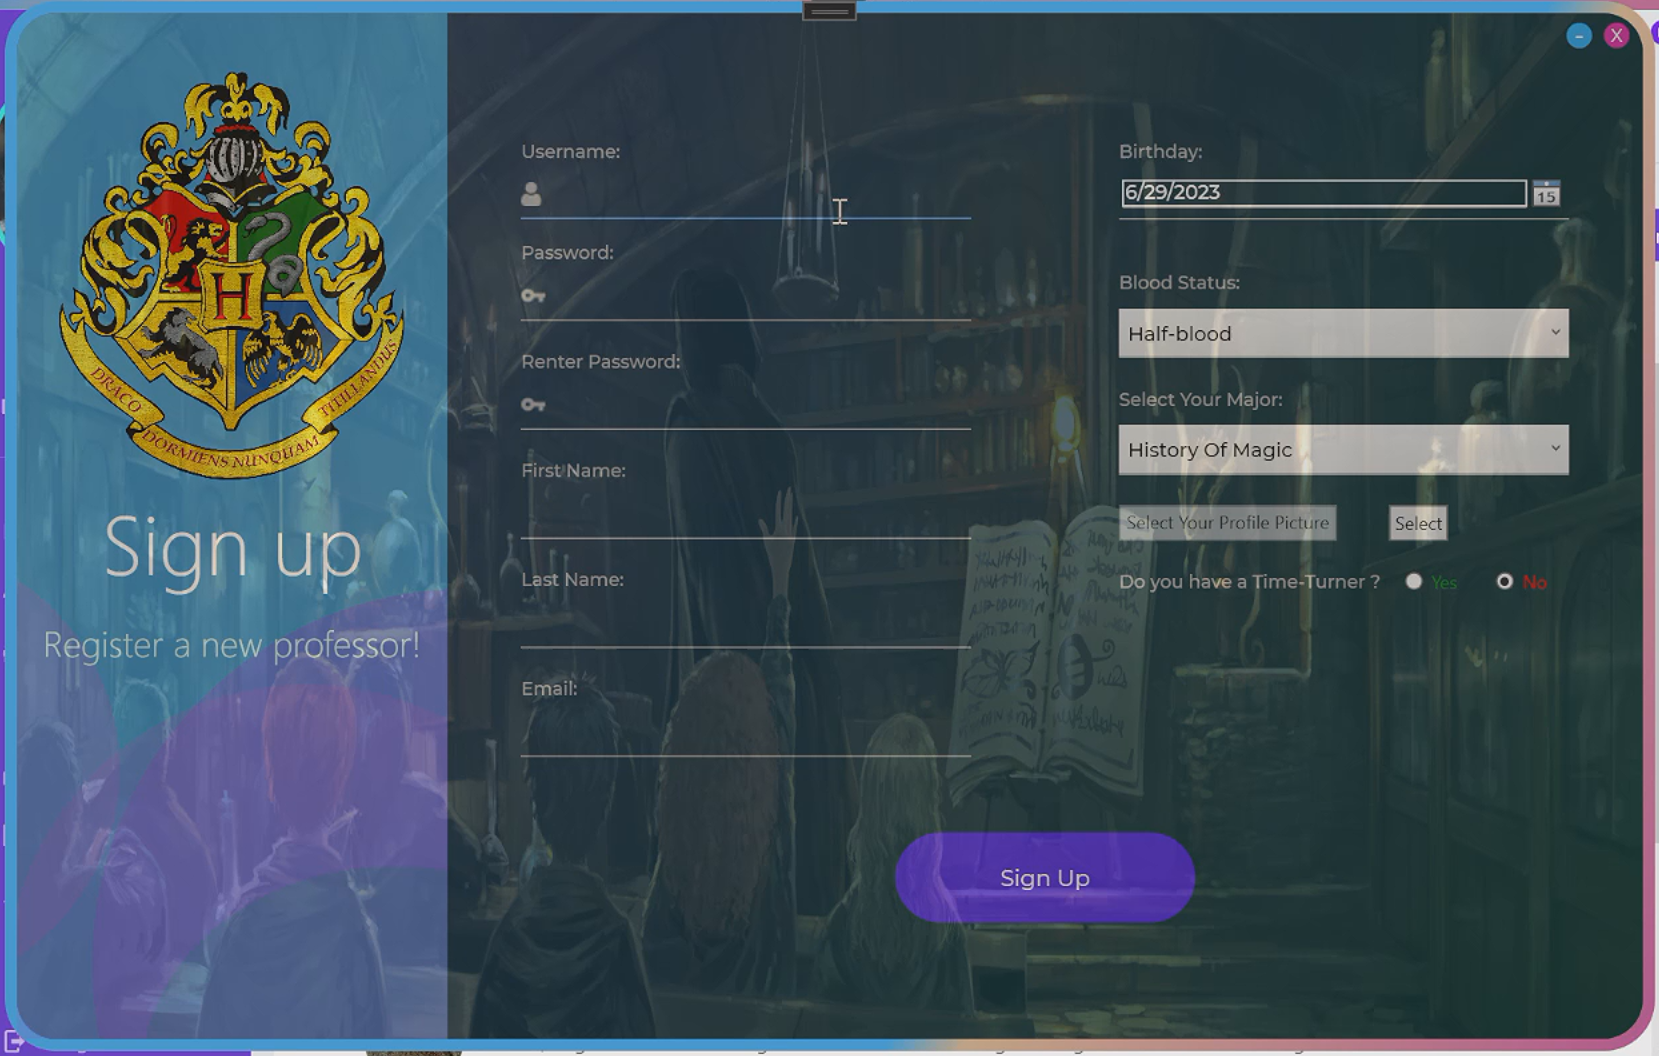 DRACO
DORMIENS NUNQUAM
TITILLANDUS
H
Sign up
Register a new professor!
Username:
Password:
Renter Password:
First Name:
Last Name:
Email:
X
Birthday:
6/29/2023
15
Blood Status:
Half-blood
Select Your Major:
History Of Magic
Select Your Profile Picture
Select
Do you have a Time-Turner ? Yes No
Sign Up